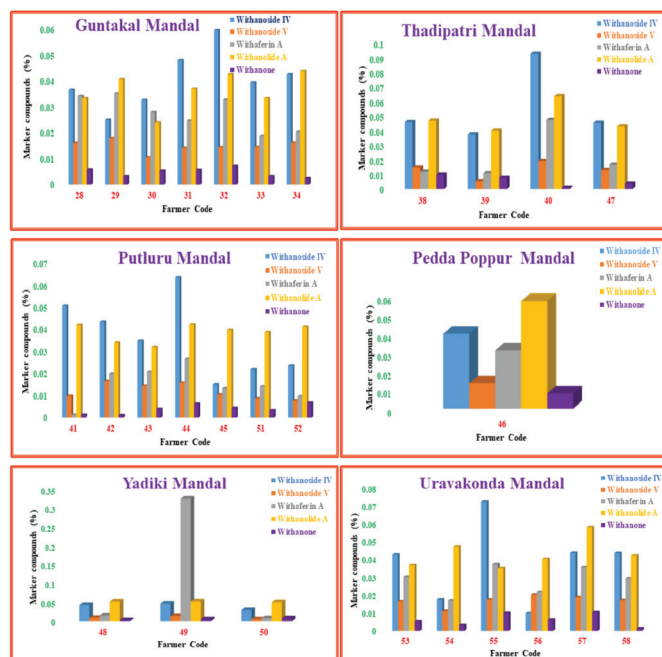 Guntakal Mandal
Withanoside IV
Withanoside V
Withaferin A
Withanolide A
Withanone
Marker compounds (%)
0.06
0.05
0.04
0.03
0.02
0.01
0
28 29 30 31 32 33 34
Farmer Code
Thadipatri Mandal
Withanoside IV
Withanoside V
Withaferin A
Withanolide A
Withanone
Marker compounds (%)
0.1
0.09
0.08
0.07
0.06
0.05
0.04
0.03
0.02
0.01
0
38 39 40 47
Farmer Code
Putluru Mandal
Withanoside IV
Withanoside V
Withaferin A
Withanolide A
Withanone
Marker compounds (%)
0.07
0.06
0.05
0.04
0.03
0.02
0.01
0
41 42 43 44 45 51 52
Farmer Code
Pedda Poppur Mandal
Withanoside IV
Withanoside V
Withaferin A
Withanolide A
Withanone
Marker compounds (%)
0.06
0.05
0.04
0.03
0.02
0.01
0
46
Farmer Code
Yadiki Mandal
Withanoside IV
Withanoside V
Withaferin A
Withanolide A
Withanone
Marker compounds (%)
0.35
0.3
0.25
0.2
0.15
0.1
0.05
0
48 49 50
Farmer Code
Uravakonda Mandal
Withanoside IV
Withanoside V
Withaferin A
Withanolide A
Withanone
Marker compounds (%)
0.08
0.07
0.06
0.05
0.04
0.03
0.02
0.01
0
53 54 55 56 57 58
Farmer Code